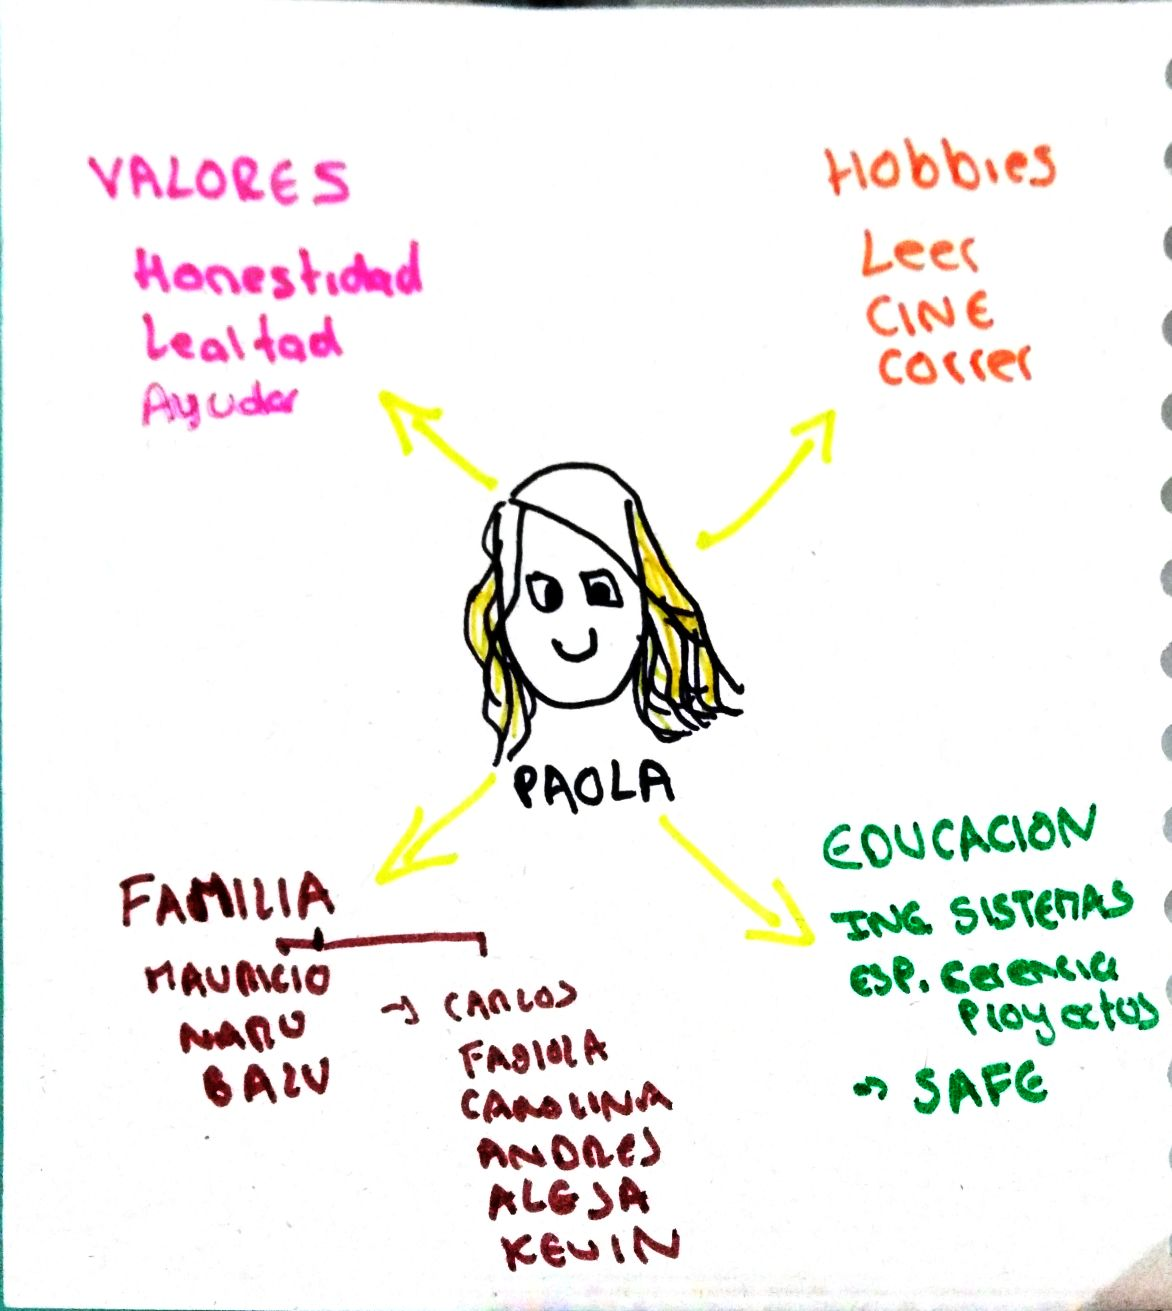 VALORES
Honestidad
Lealtad
Ayudar
Hobbies
Leer
CINE
Correr
PAOLA
FAMILIA
MAURICIO
NARU
BAZU
→ CARLOS
FABIOLA
CAROLINA
ANDRES
ALEJA
KEVIN
EDUCACION
ING. SISTEMAS
ESP. Gerencia
Proyectos
→ SAFE